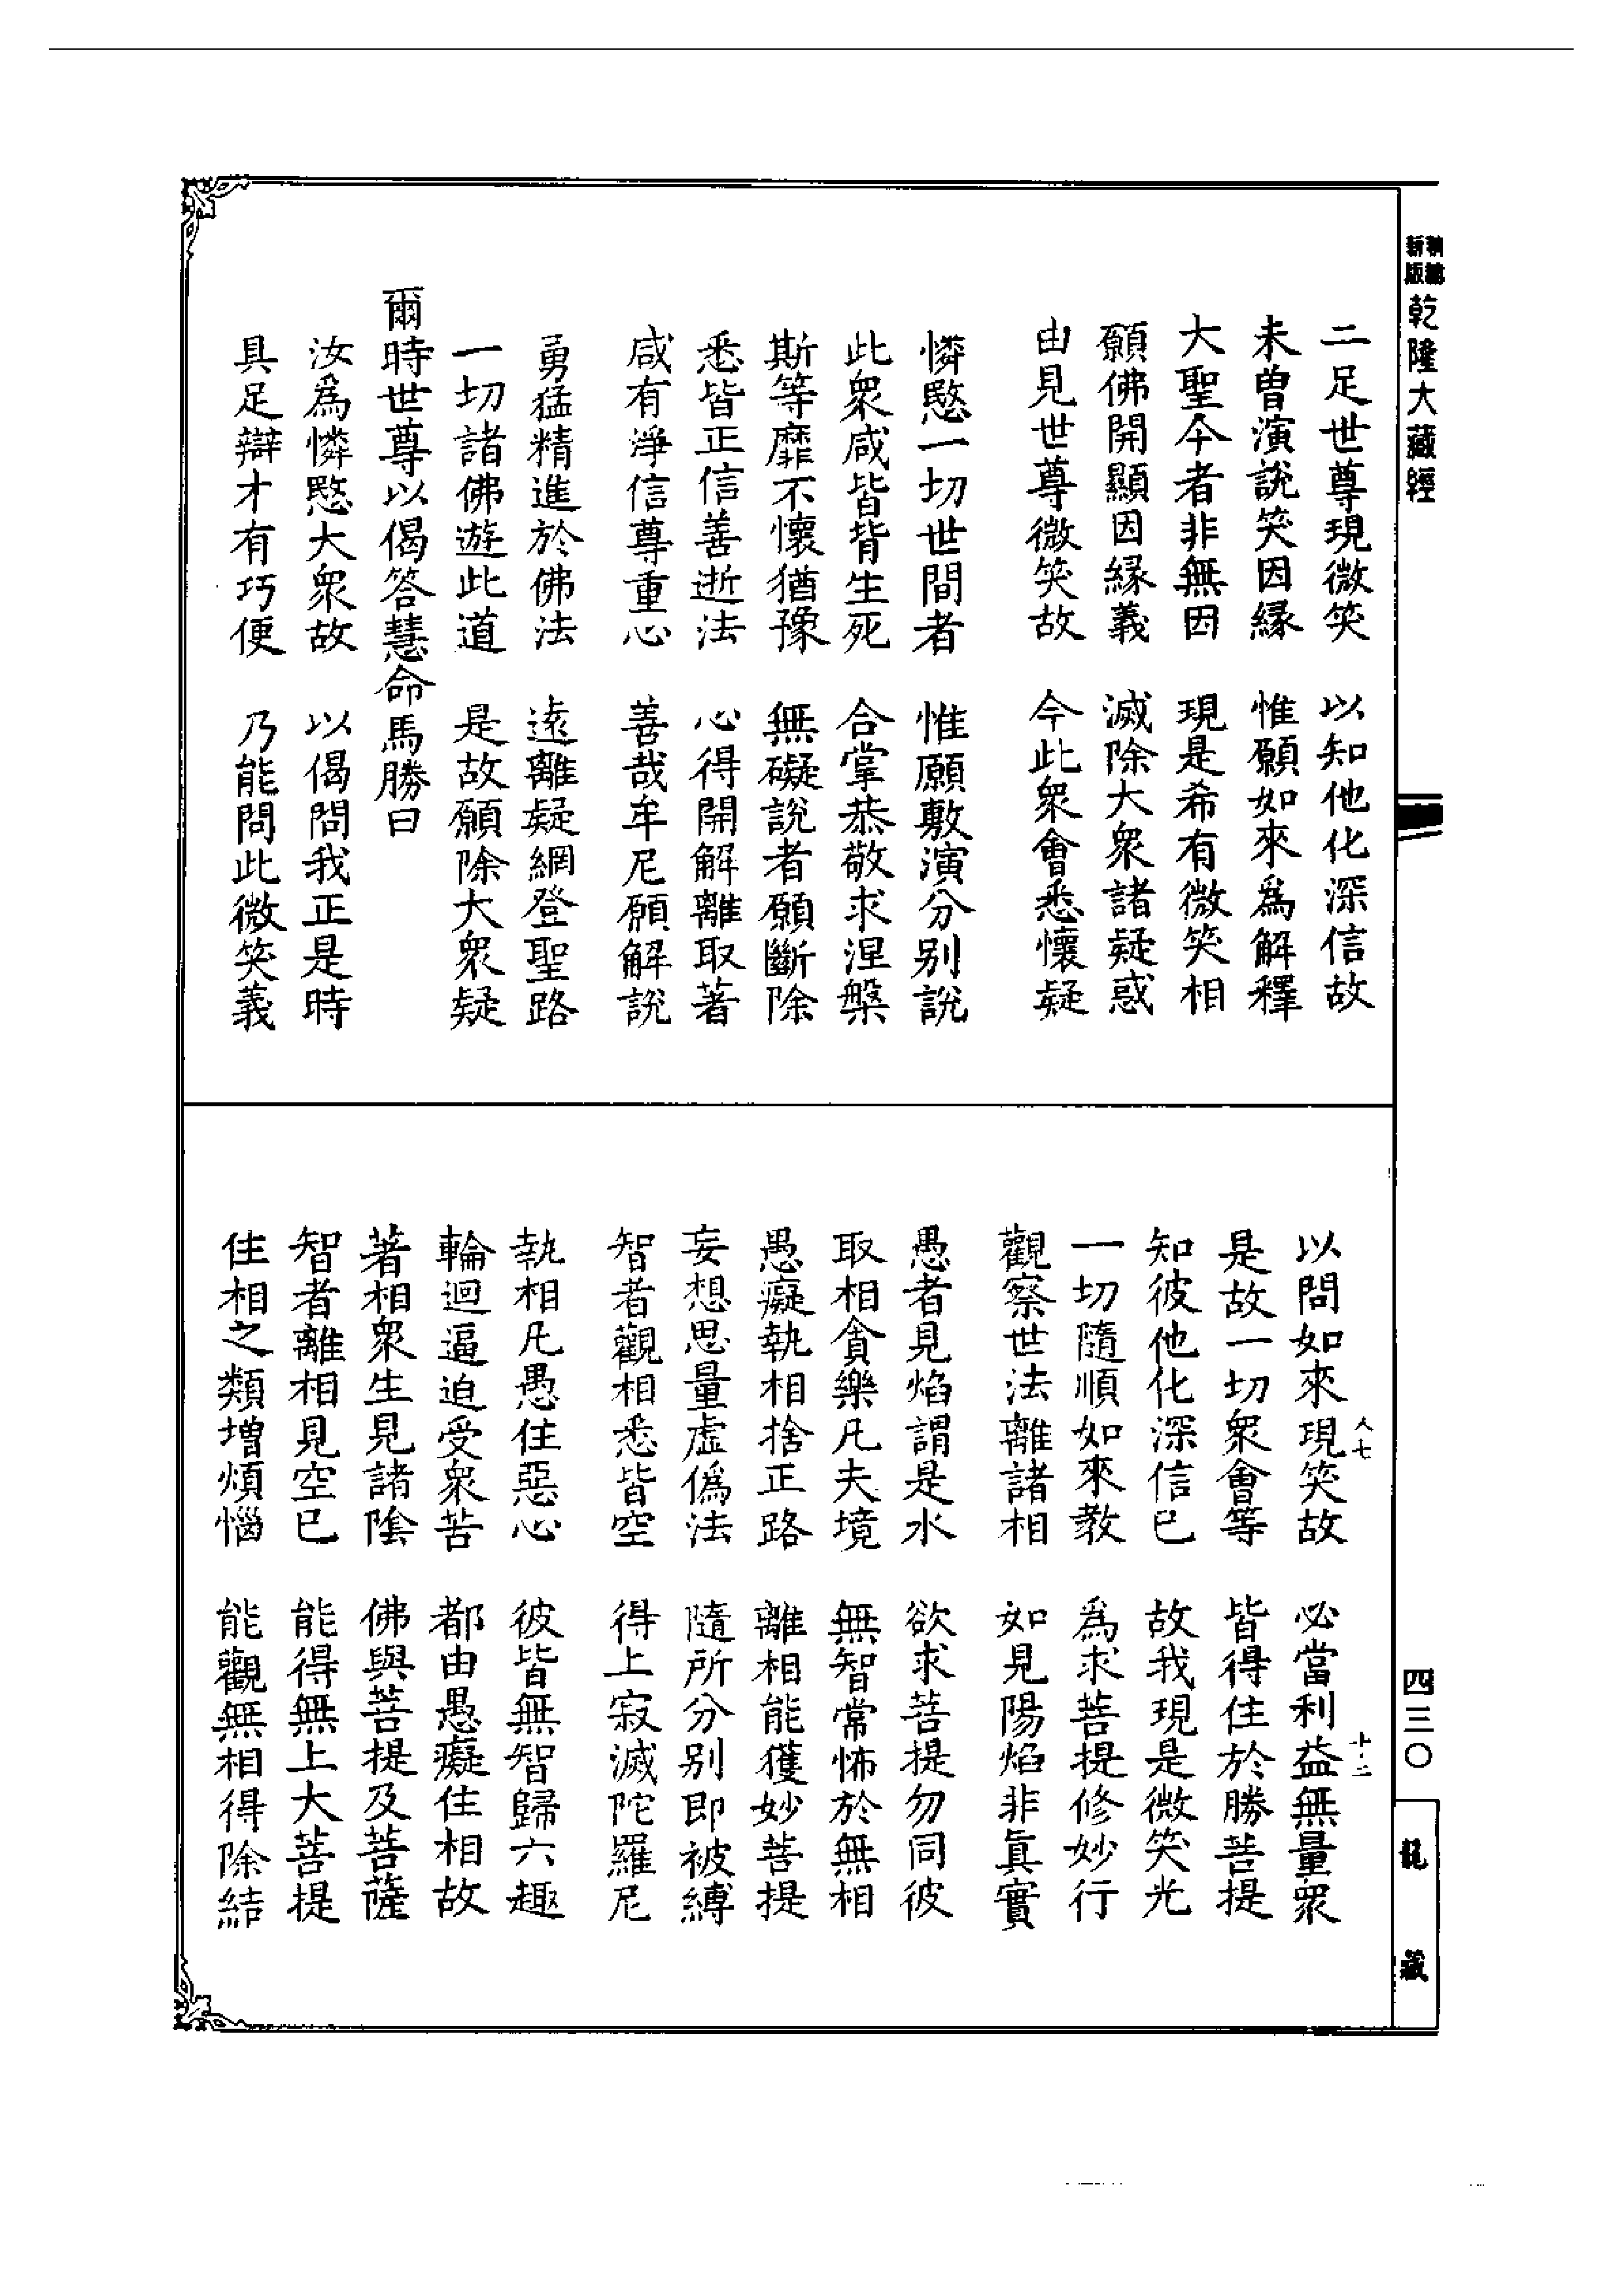 新編
新版
乾隆大藏經
二足世尊現微笑　以知他化深信故
未曾演說笑因緣　惟願如來爲解釋
大聖今者非無因　現是希有微笑相
願佛開顯因緣義　滅除大衆諸疑惑
由見世尊微笑故　今此衆會悉懷疑
憐愍一切世間者　惟願敷演分別說
此衆咸皆背生死　合掌恭敬求涅槃
斯等靡不懷猶豫　無礙說者願斷除
悉皆正信善逝法　心得開解離取著
咸有淨信尊重心　善哉牟尼願解說
勇猛精進於佛法　遠離疑網登聖路
一切諸佛遊此道　是故願除大衆疑
爾時世尊以偈答慧命馬勝曰
汝爲憐愍大衆故　以偈問我正是時
具足辯才有巧便　乃能問此微笑義
以問如來現笑故　必當利益無量衆
人七
十二
是故一切衆會等　皆得住於勝菩提
知彼他化深信已　故我現是微笑光
一切隨順如來教　爲求菩提修妙行
觀察世法離諸相　如見陽焰非眞實
愚者見焰謂是水　欲求菩提勿同彼
取相貪樂凡夫境　無智常怖於無相
愚癡執相捨正路　離相能獲妙菩提
妄想思量虛僞法　隨所分別即被縛
智者觀相悉皆空　得上寂滅陀羅尼
執相凡愚住惡心　彼皆無智歸六趣
輪迴逼迫受衆苦　都由愚癡住相故
著相衆生見諸陰　佛與菩提及菩薩
智者離相見空已　能得無上大菩提
住相之類增煩惱　能觀無相得除結
四三〇
龍藏